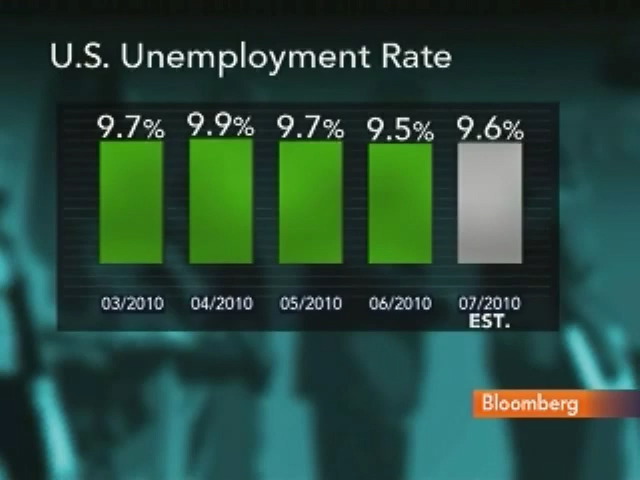 U.S. Unemployment Rate
9.7% 9.9% 9.7% 9.5% 9.6%
03/2010 04/2010 05/2010 06/2010 07/2010
EST.
Bloomberg